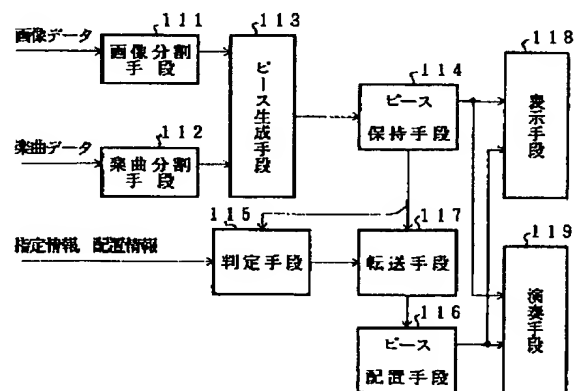 画像データ
111
画像分割
手段
113
ピース生成手段
楽曲データ
112
楽曲分割
手段
114
ピース
保持手段
118
表示手段
指定情報、配置情報
115
判定手段
117
転送手段
116
ピース
配置手段
119
演奏手段